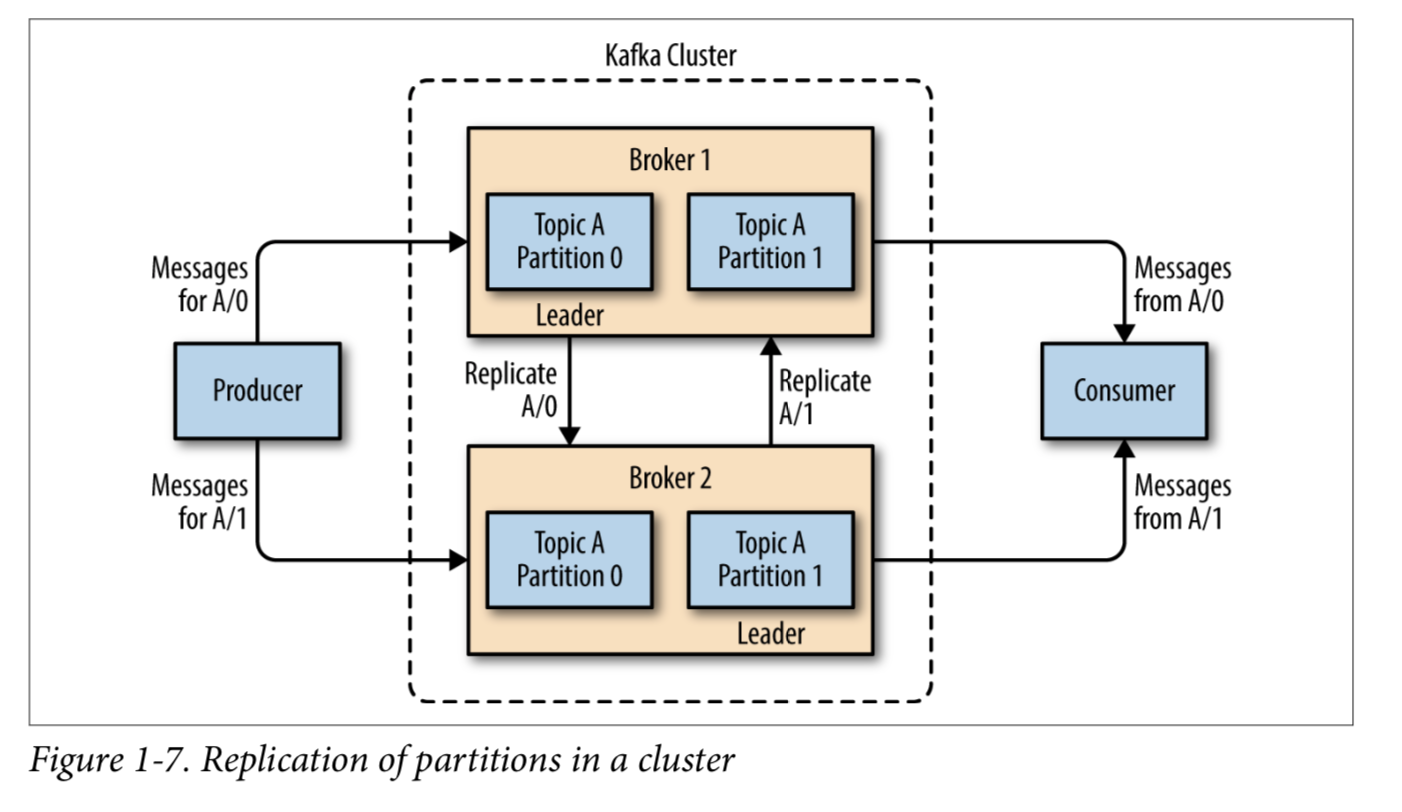 Kafka Cluster
Broker 1
Topic A
Partition 0
Topic A
Partition 1
Leader
Messages
for A/0
Messages
from A/0
Replicate
A/0
Replicate
A/1
Producer
Consumer
Broker 2
Messages
for A/1
Messages
from A/1
Topic A
Partition 0
Topic A
Partition 1
Leader
Figure 1-7. Replication of partitions in a cluster